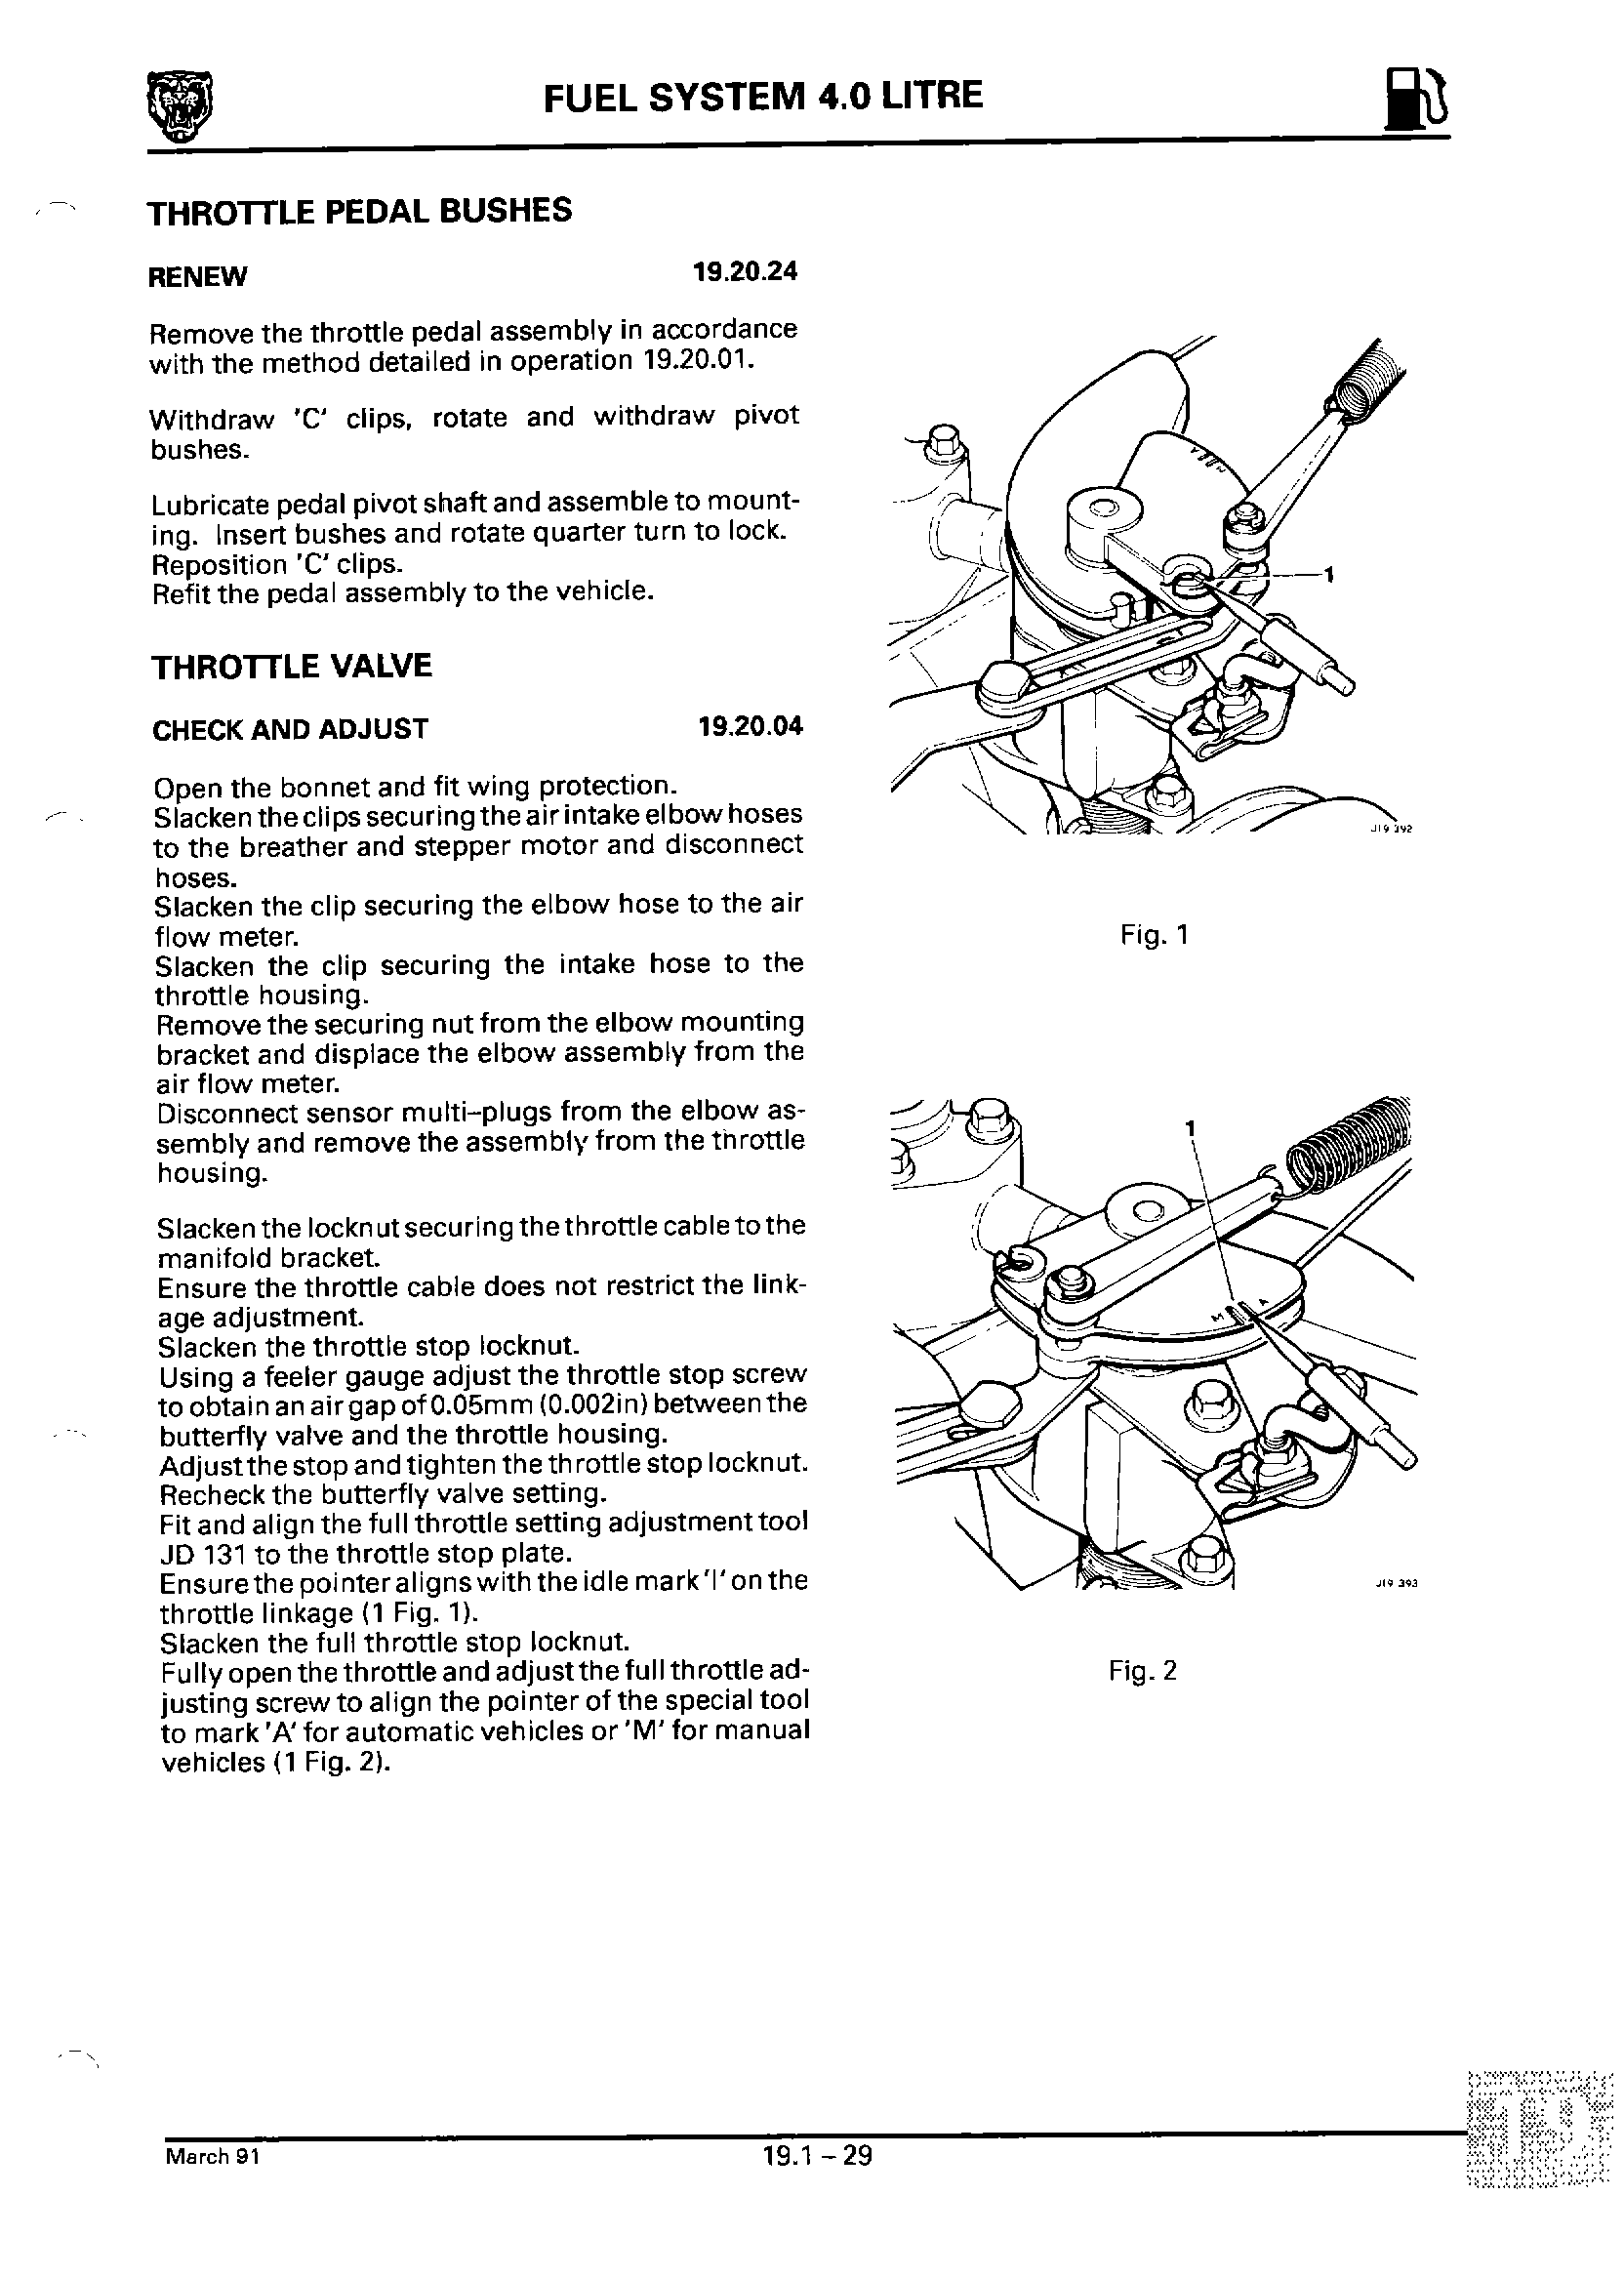 FUEL SYSTEM 4.0 LITRE
THROTTLE PEDAL BUSHES
RENEW 19.20.24
Remove the throttle pedal assembly in accordance
with the method detailed in operation 19.20.01.
Withdraw 'C' clips, rotate and withdraw pivot
bushes.
Lubricate pedal pivot shaft and assemble to mount-
ing. Insert bushes and rotate quarter turn to lock.
Reposition 'C' clips.
Refit the pedal assembly to the vehicle.
THROTTLE VALVE
CHECK AND ADJUST 19.20.04
Open the bonnet and fit wing protection.
Slacken the clips securing the air intake elbow hoses
to the breather and stepper motor and disconnect
hoses.
Slacken the clip securing the elbow hose to the air
flow meter.
Slacken the clip securing the intake hose to the
throttle housing.
Remove the securing nut from the elbow mounting
bracket and displace the elbow assembly from the
air flow meter.
Disconnect sensor multi-plugs from the elbow as-
sembly and remove the assembly from the throttle
housing.
Slacken the locknut securing the throttle cable to the
manifold bracket.
Ensure the throttle cable does not restrict the link-
age adjustment.
Slacken the throttle stop locknut.
Using a feeler gauge adjust the throttle stop screw
to obtain an air gap of 0.05mm (0.002in) between the
butterfly valve and the throttle housing.
Adjust the stop and tighten the throttle stop locknut.
Recheck the butterfly valve setting.
Fit and align the full throttle setting adjustment tool
JD 131 to the throttle stop plate.
Ensure the pointer aligns with the idle mark 'I' on the
throttle linkage (1 Fig. 1).
Slacken the full throttle stop locknut.
Fully open the throttle and adjust the full throttle ad-
justing screw to align the pointer of the special tool
to mark 'A' for automatic vehicles or 'M' for manual
vehicles (1 Fig. 2).
1
J19 392
Fig. 1
1
M A
J19 393
Fig. 2
March 91
19.1 – 29
19